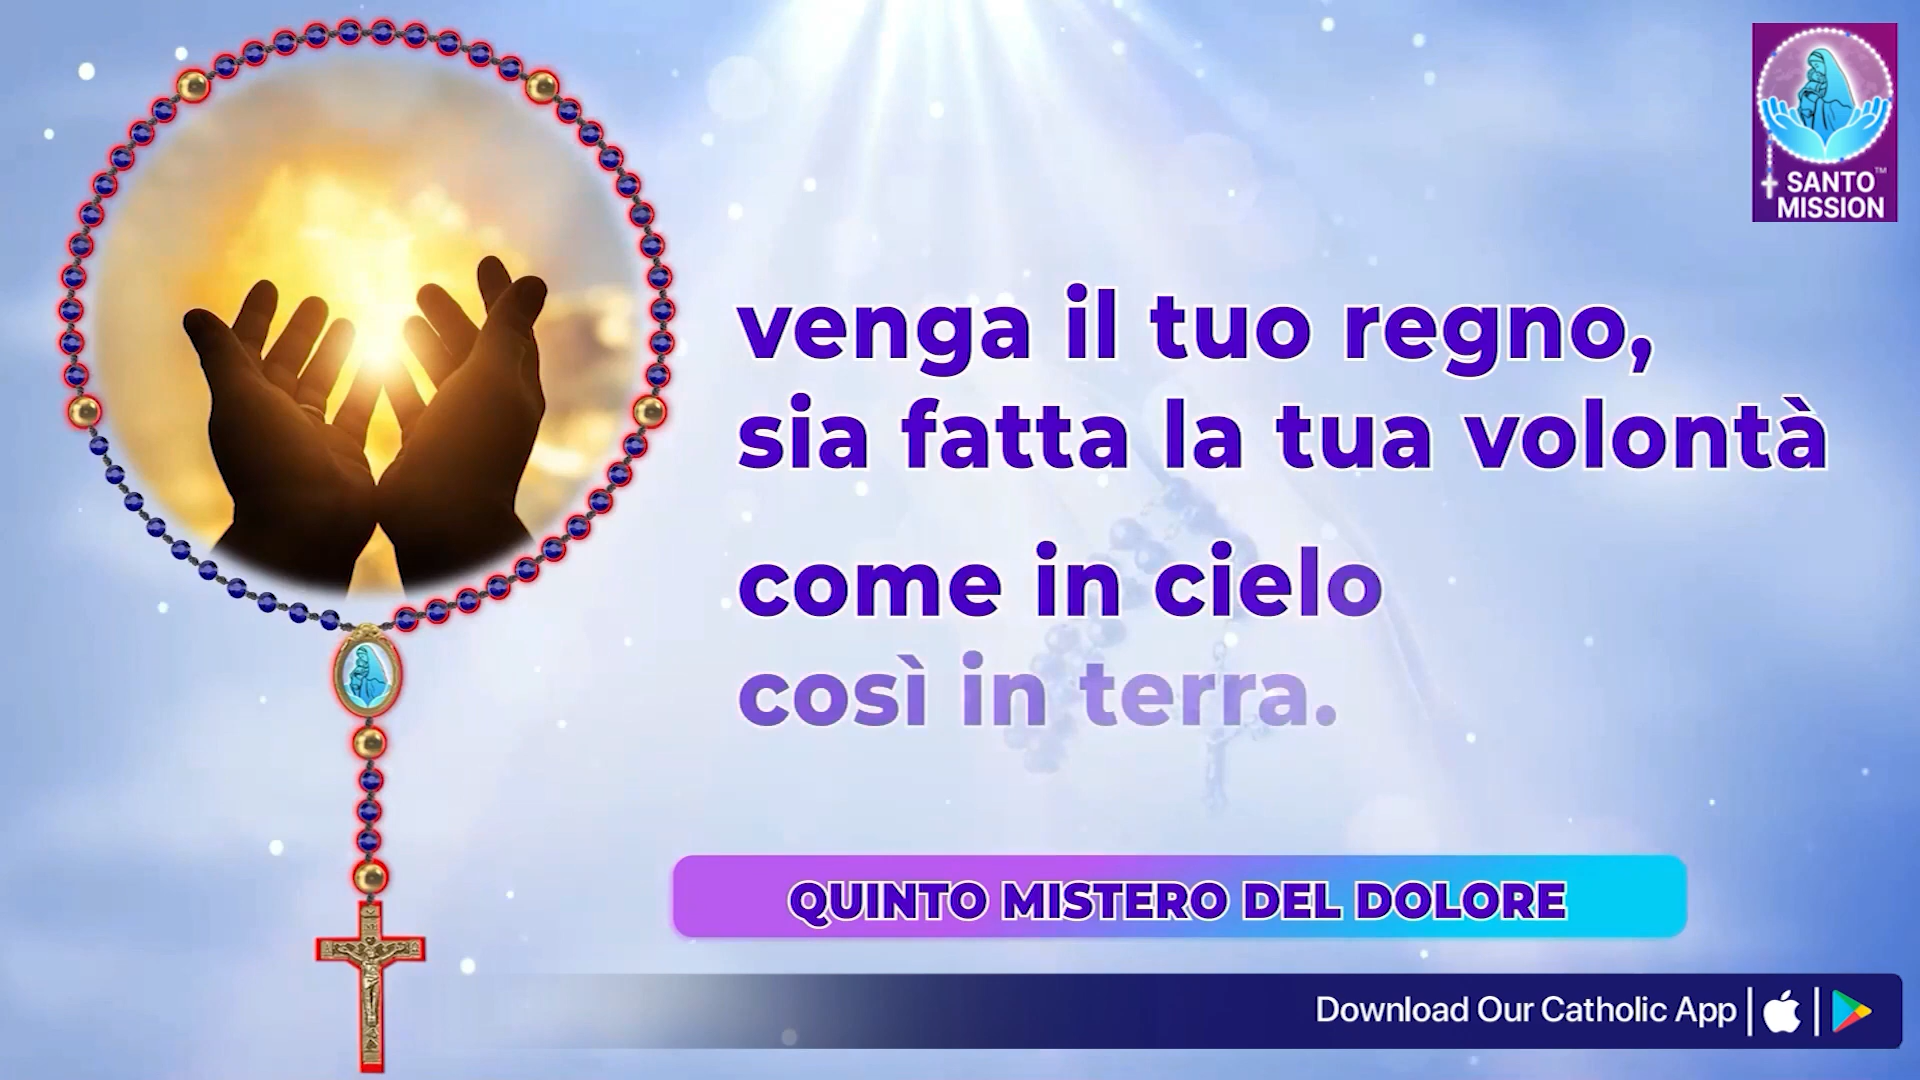 SANTO™
MISSION
venga il tuo regno,
sia fatta la tua volontà
come in cielo
così in terra.
QUINTO MISTERO DEL DOLORE
Download Our Catholic App